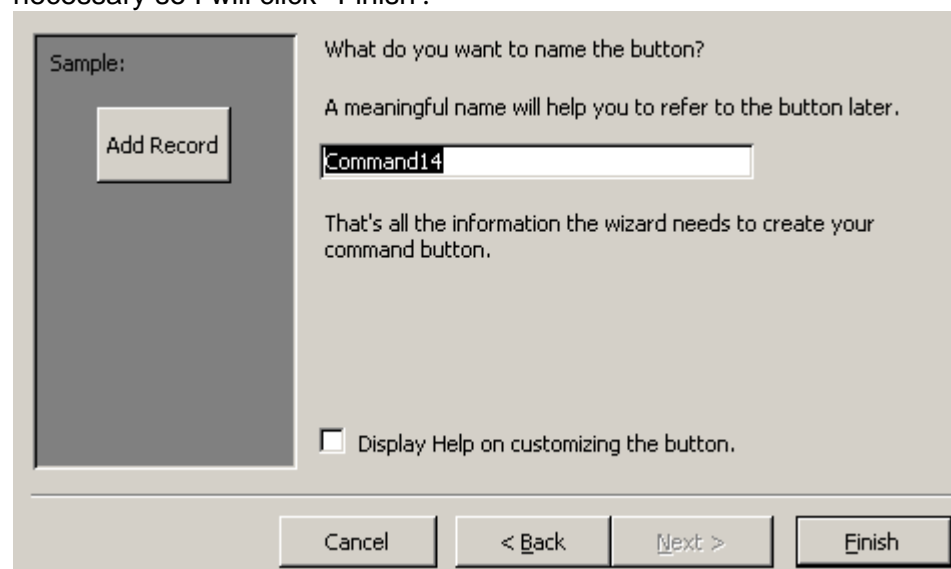 necessary so I will click "Finish".
Sample:
Add Record
What do you want to name the button?
A meaningful name will help you to refer to the button later.
Command14
That's all the information the wizard needs to create your
command button.
Display Help on customizing the button.
Cancel
< Back
Next >
Finish